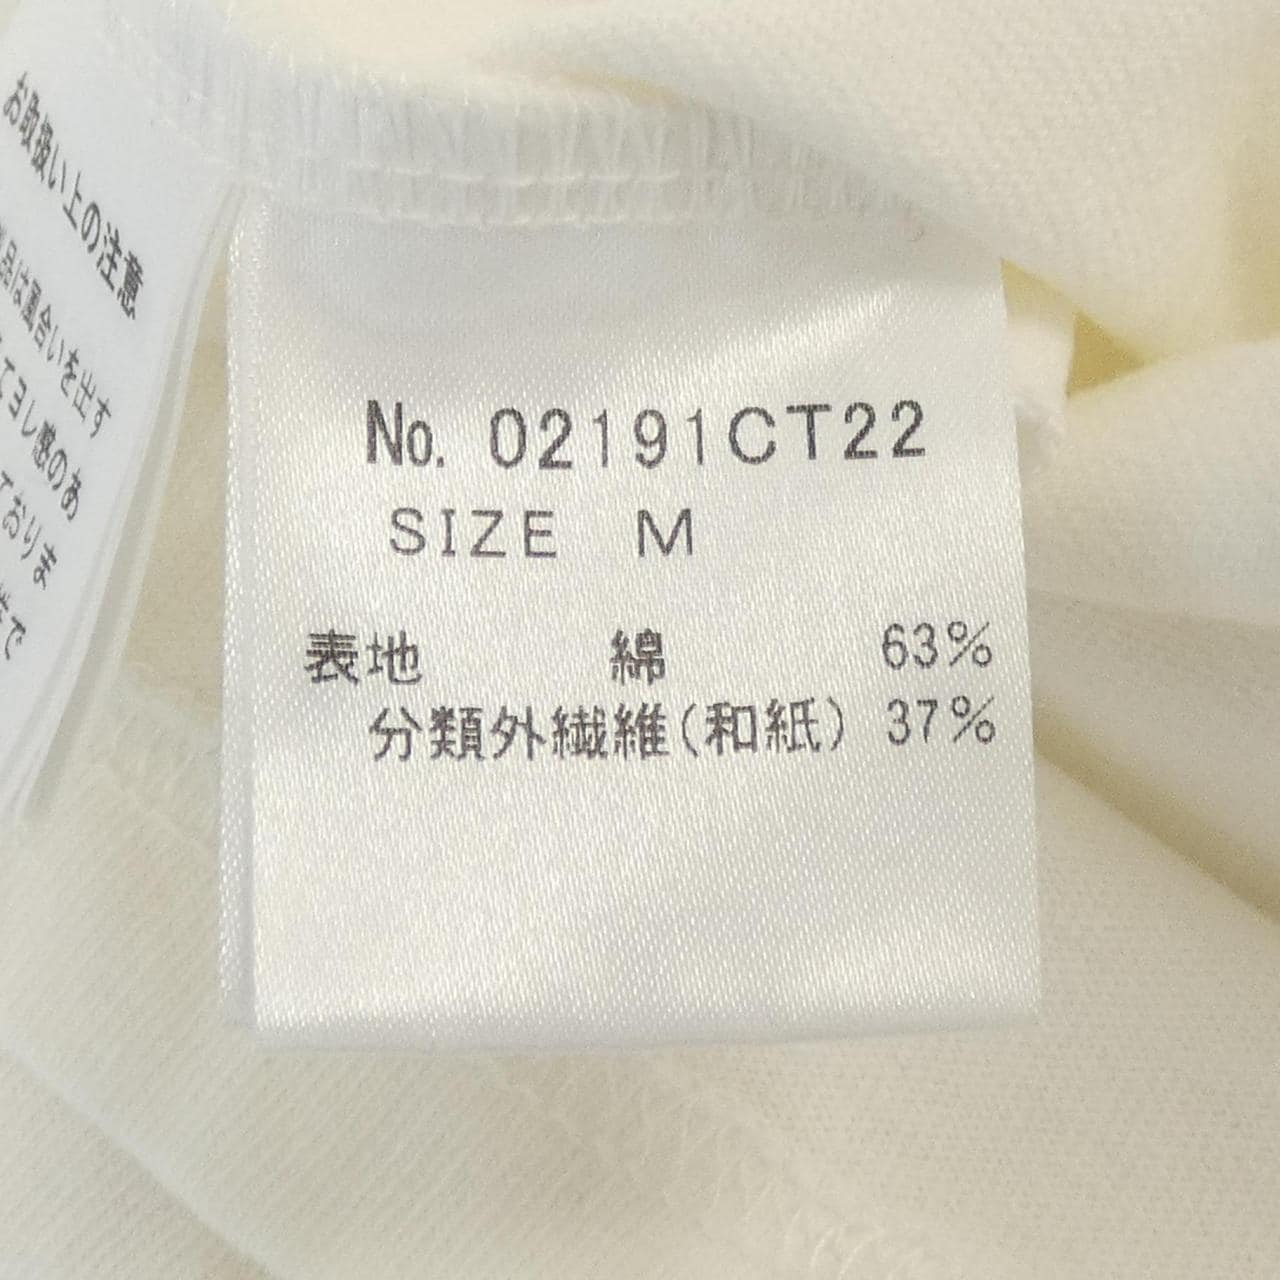 お取扱い上の注意
品は風合いを出す
てヨレ感のあ
ておりま
で
No. 02191CT22
SIZE M
表地 綿 63%
分類外繊維(和紙) 37%